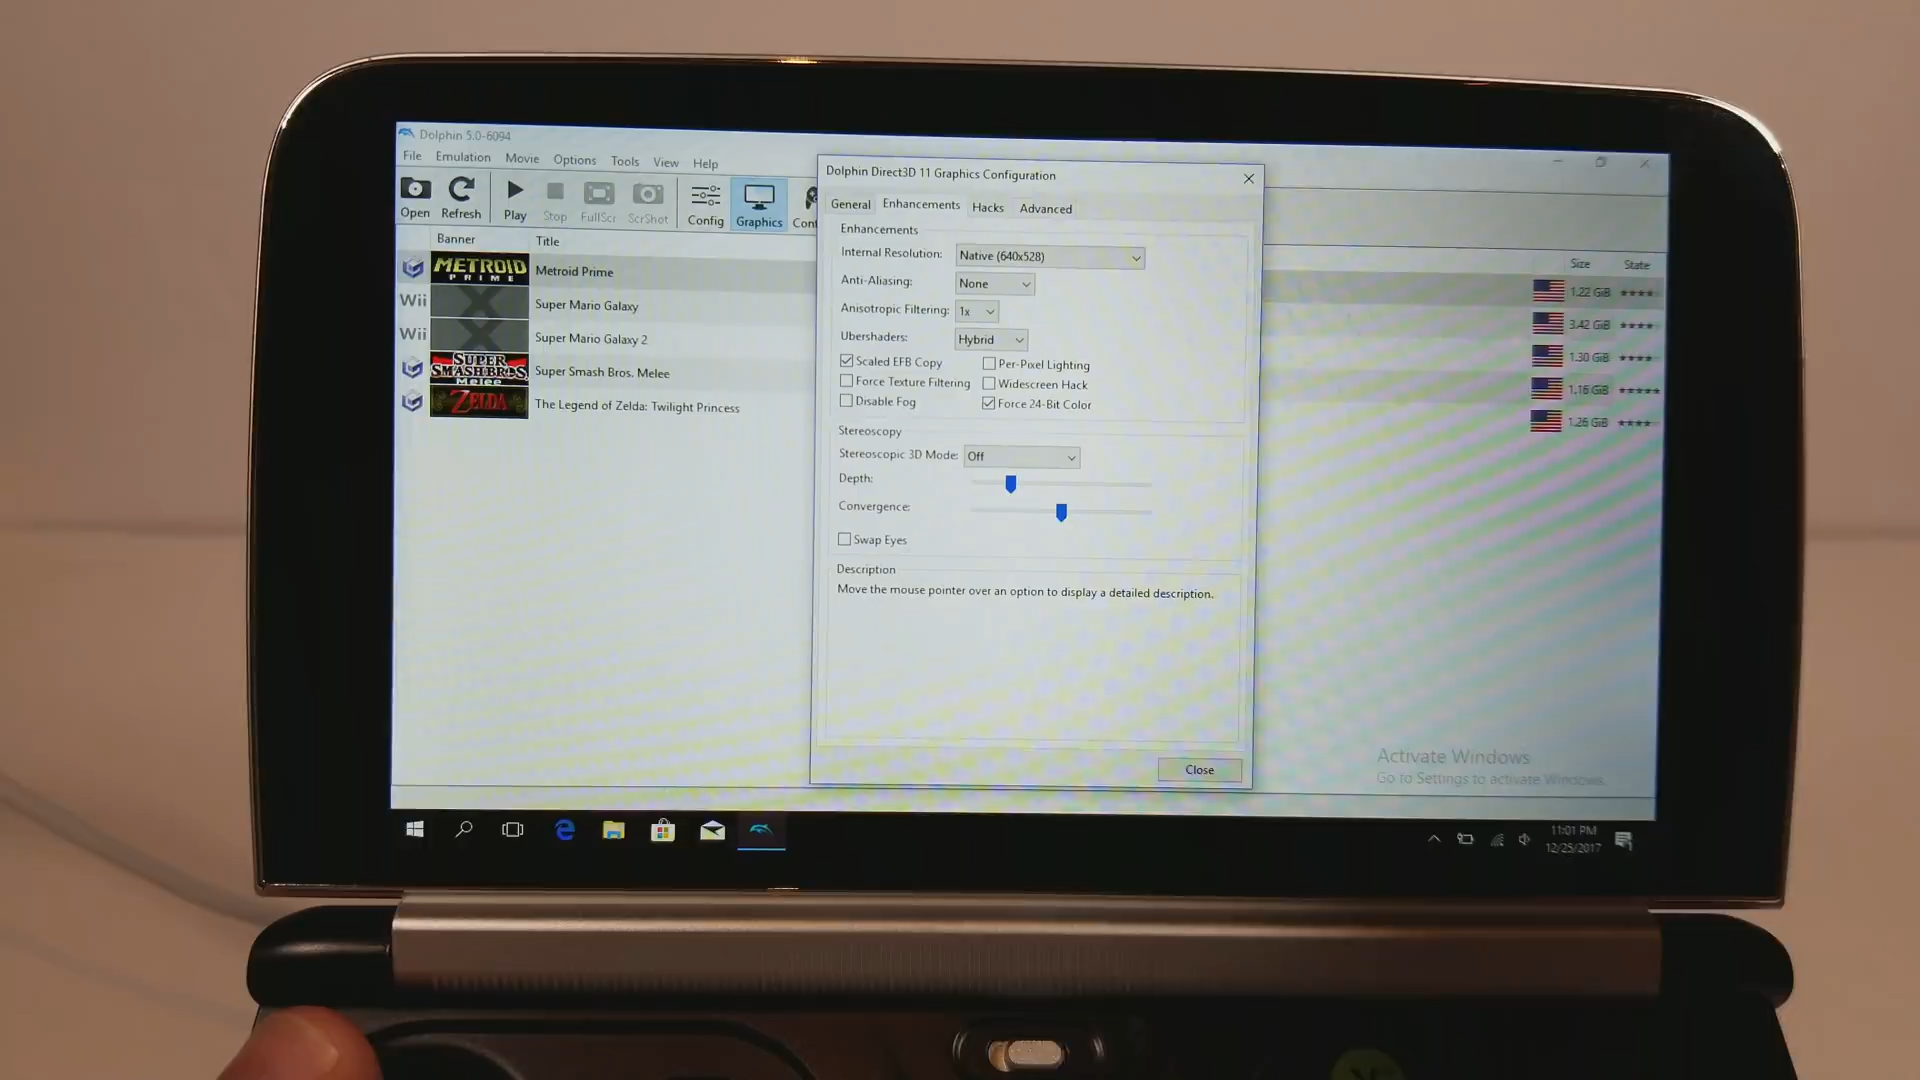 Dolphin 5.0-6094
File Emulation Movie Options Tools View Help
Open Refresh Play Stop FullScr ScrShot Config Graphics Cont
Banner Title Size State
METROID PRIME Metroid Prime 1.22 GiB
Wii Super Mario Galaxy 3.42 GiB
Wii Super Mario Galaxy 2 1.30 GiB
SUPER SMASH BROS. Melee Super Smash Bros. Melee 1.16 GiB
ZELDA The Legend of Zelda: Twilight Princess 1.26 GiB
Dolphin Direct3D 11 Graphics Configuration
General Enhancements Hacks Advanced
Enhancements
Internal Resolution: Native (640x528)
Anti-Aliasing: None
Anisotropic Filtering: 1x
Ubershaders: Hybrid
Scaled EFB Copy Per-Pixel Lighting
Force Texture Filtering Widescreen Hack
Disable Fog Force 24-Bit Color
Stereoscopy
Stereoscopic 3D Mode: Off
Depth:
Convergence:
Swap Eyes
Description
Move the mouse pointer over an option to display a detailed description.
Close
Activate Windows
Go to Settings to activate Windows.
11:01 PM
12/25/2017